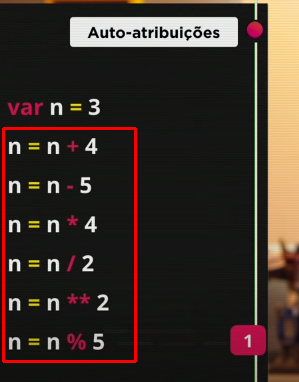 Auto-atribuições
var n = 3
n = n + 4
n = n - 5
n = n * 4
n = n / 2
n = n ** 2
n = n % 5
1